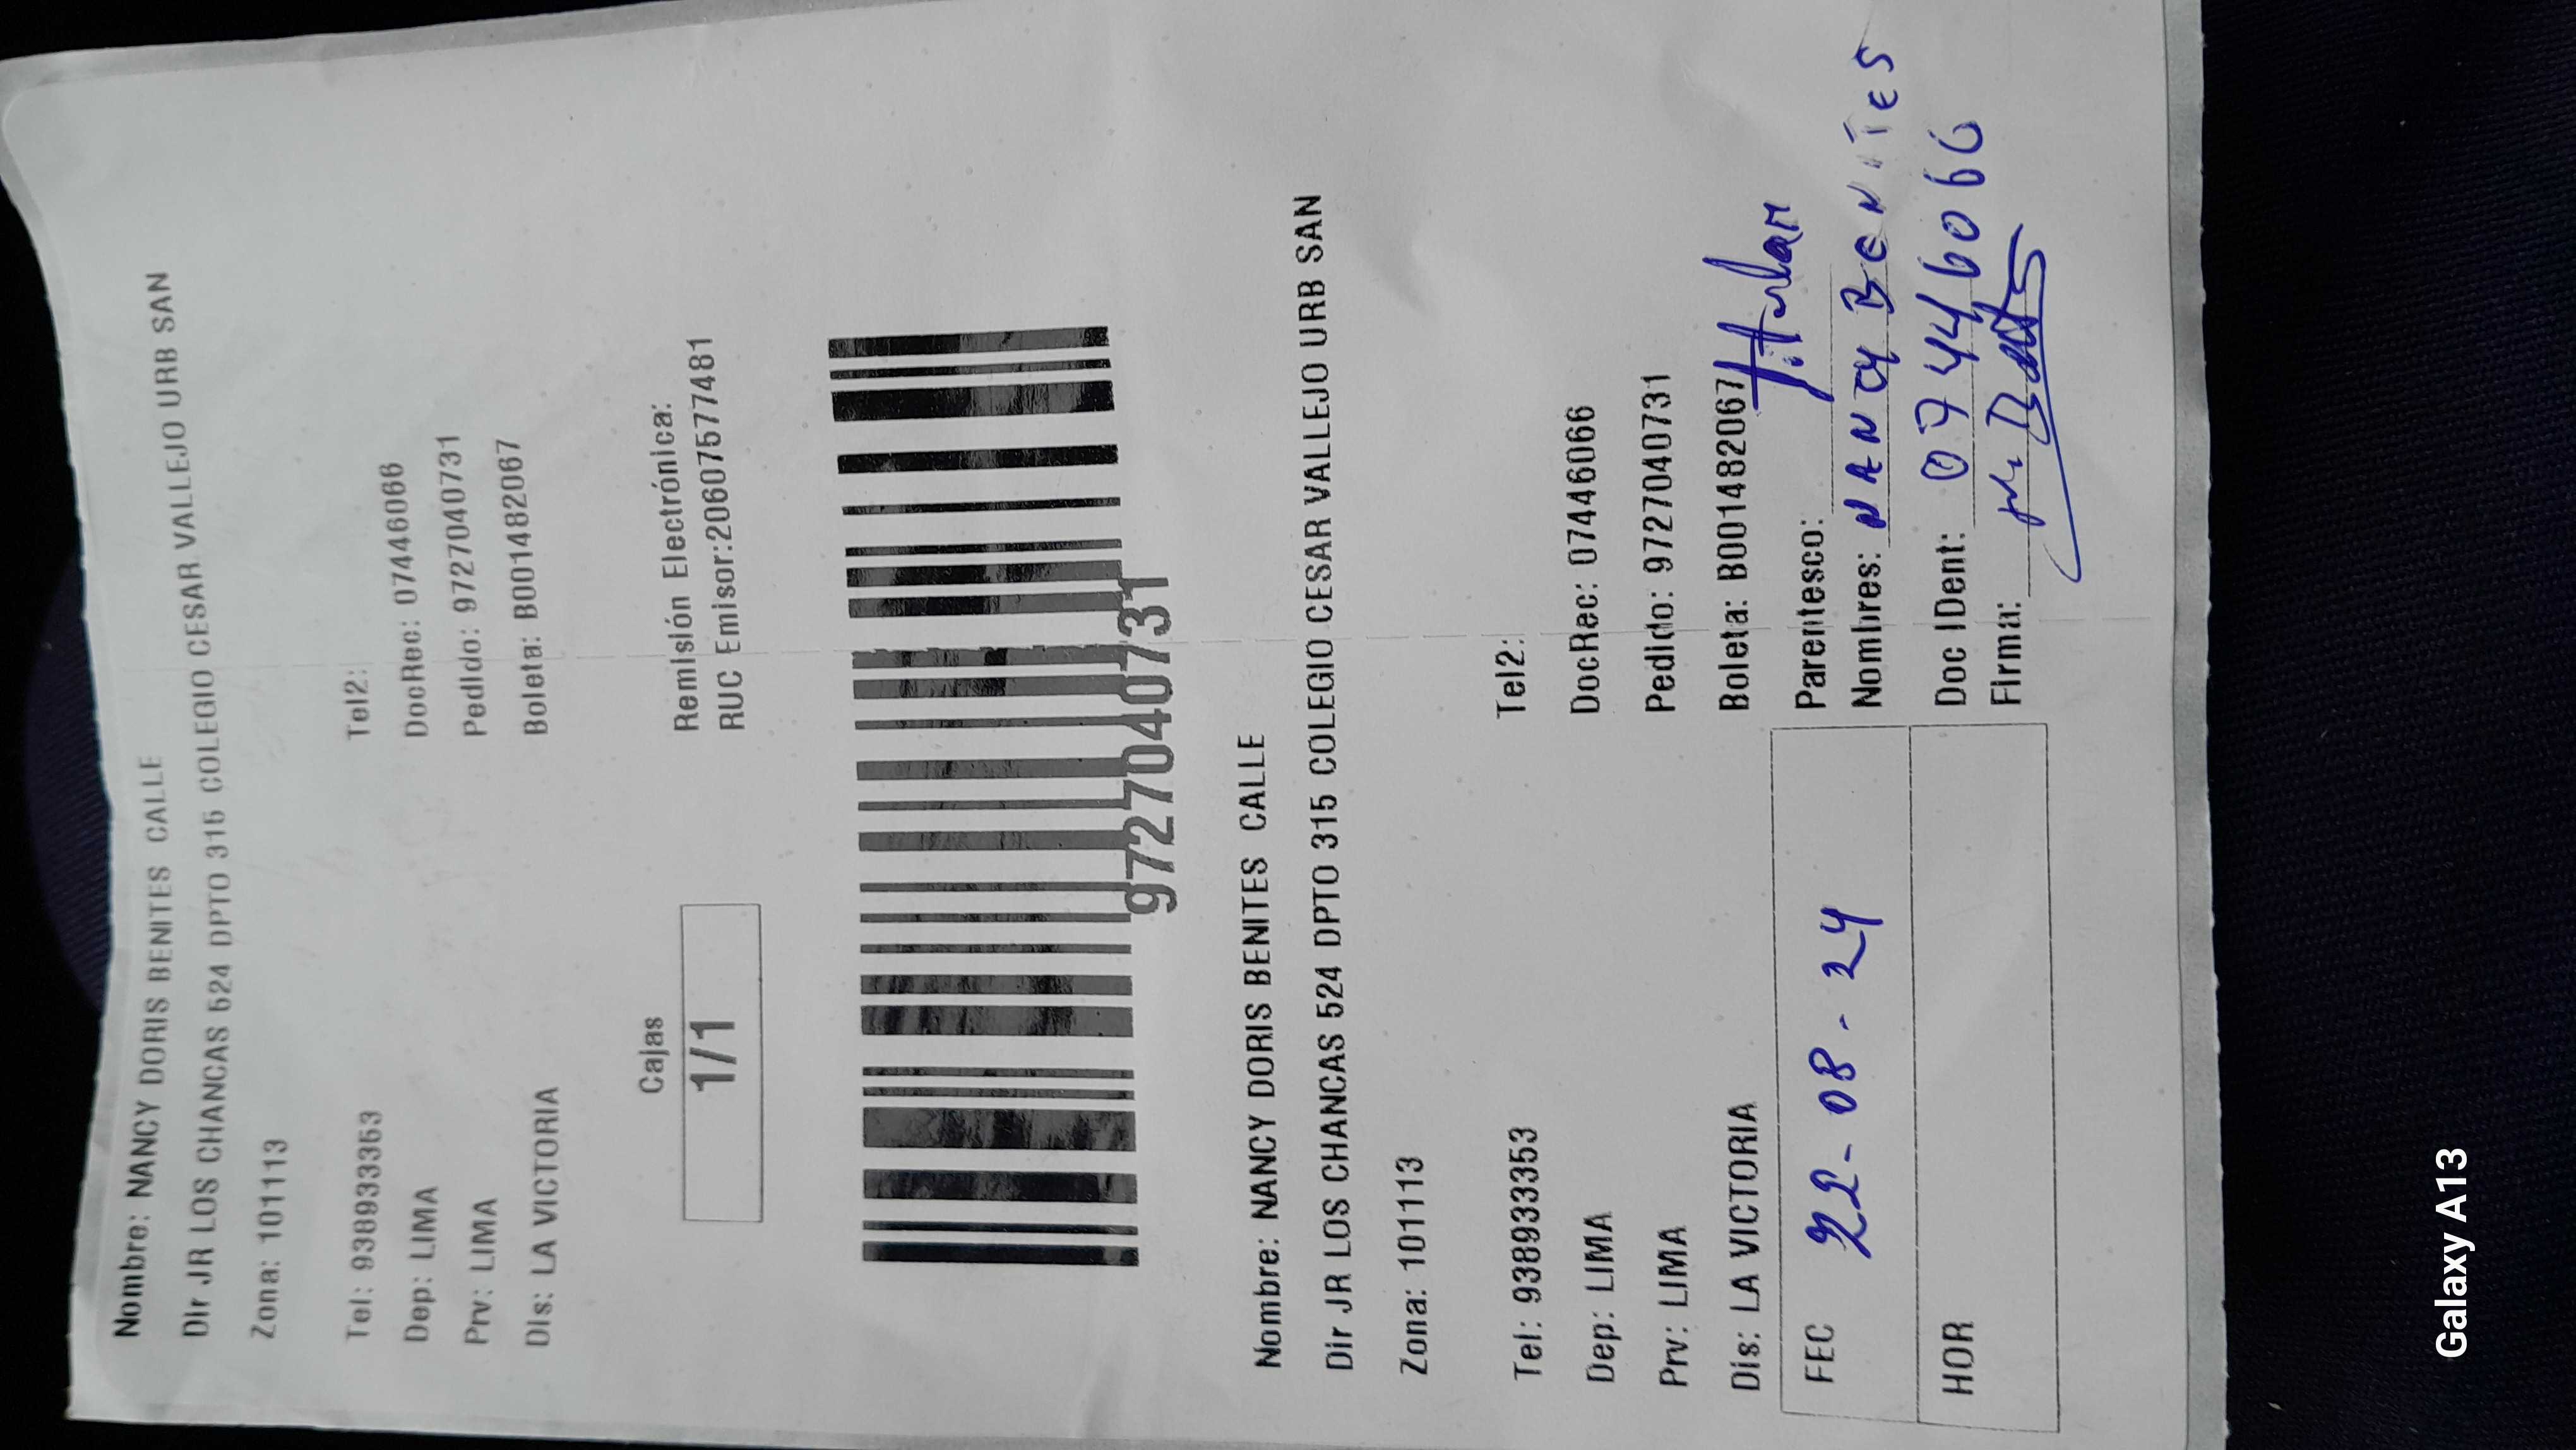 Nombre: NANCY DORIS BENITES CALLE
Dir JR LOS CHANCAS 524 DPTO 315 COLEGIO CESAR VALLEJO URB SAN
Zona: 101113
Tel: 938933353 Tel2:
Dep: LIMA DocRec: 07446066
Prv: LIMA Pedido: 9727040731
Dis: LA VICTORIA Boleta: B001482067
Cajas Remisión Electrónica:
1/1 RUC Emisor:20607577481
9727040731
Nombre: NANCY DORIS BENITES CALLE
Dir JR LOS CHANCAS 524 DPTO 315 COLEGIO CESAR VALLEJO URB SAN
Zona: 101113
Tel: 938933353 Tel2:
Dep: LIMA DocRec: 07446066
Prv: LIMA Pedido: 9727040731
Dis: LA VICTORIA Boleta: B001482067
FEC 22-08-24 Parentesco: Titular
Nombres: NANCY BENITES
HOR Doc IDent: 07446066
Firma:
Galaxy A13